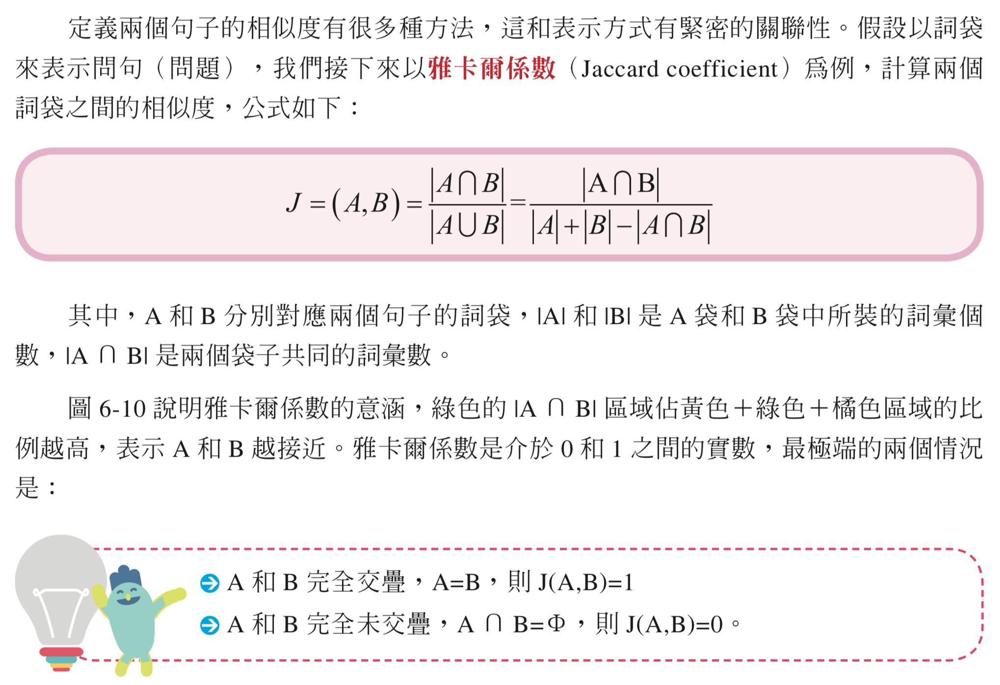 定義兩個句子的相似度有很多種方法，這和表示方式有緊密的關聯性。假設以詞袋
來表示問句（問題），我們接下來以雅卡爾係數（Jaccard coefficient）爲例，計算兩個
詞袋之間的相似度，公式如下：
J = (A,B) = |A∩B| / |A∪B| = |A∩B| / |A|+|B|−|A∩B|
其中，A 和 B 分別對應兩個句子的詞袋，|A| 和 |B| 是 A 袋和 B 袋中所裝的詞彙個
數，|A ∩ B| 是兩個袋子共同的詞彙數。
圖 6-10 說明雅卡爾係數的意涵，綠色的 |A ∩ B| 區域佔黃色＋綠色＋橘色區域的比
例越高，表示 A 和 B 越接近。雅卡爾係數是介於 0 和 1 之間的實數，最極端的兩個情況
是：
A 和 B 完全交疊，A=B，則 J(A,B)=1
A 和 B 完全未交疊，A ∩ B=Φ，則 J(A,B)=0。